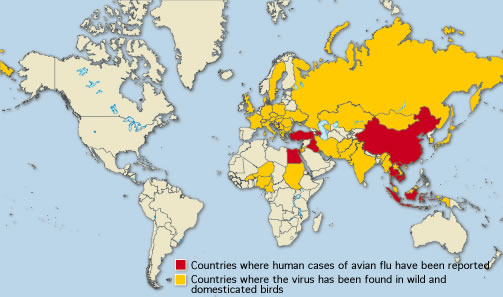 Countries where human cases of avian flu have been reported
Countries where the virus has been found in wild and
domesticated birds